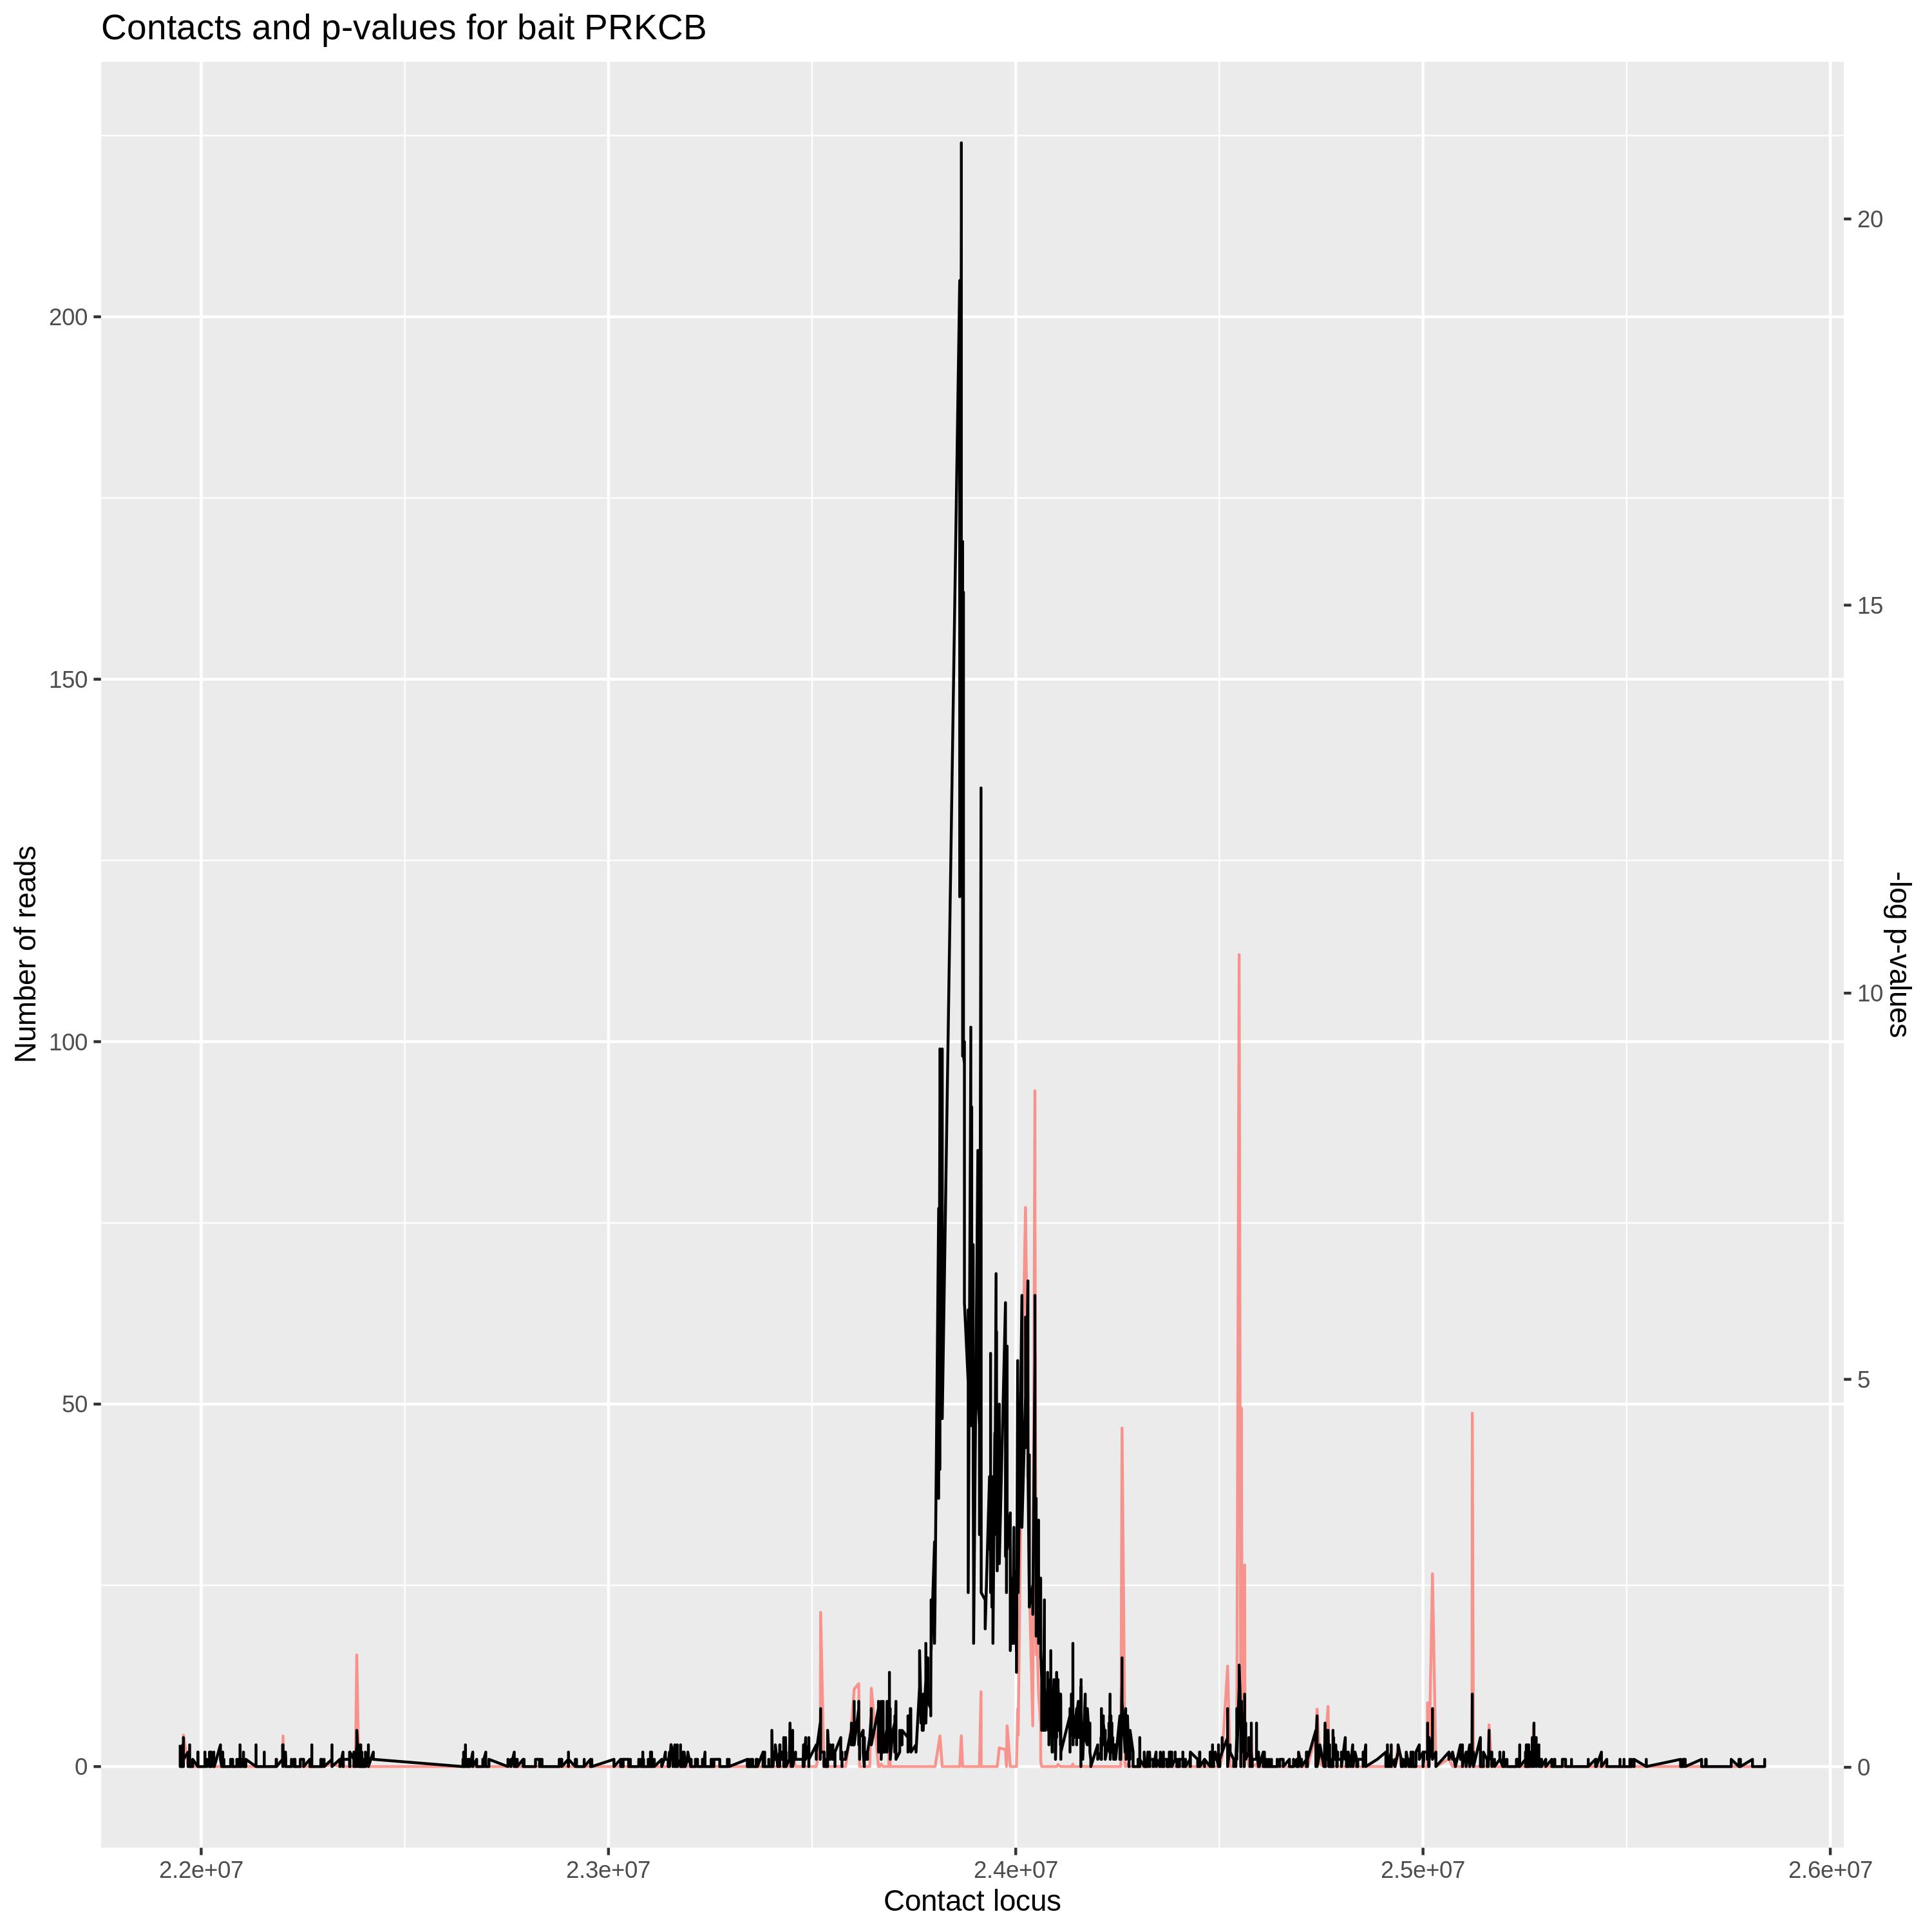 Contacts and p-values for bait PRKCB
Number of reads
200
150
100
50
0
20
15
10
5
0
-log p-values
2.2e+07
2.3e+07
2.4e+07
2.5e+07
2.6e+07
Contact locus